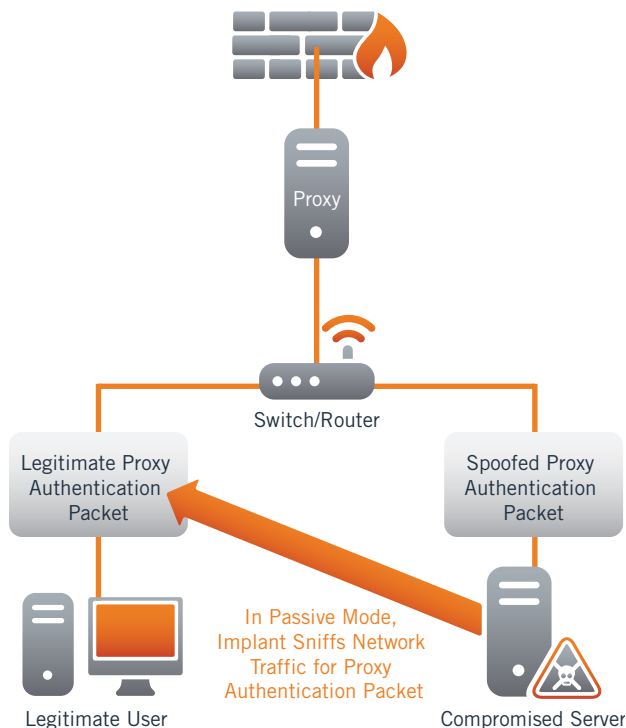 Proxy
Switch/Router
Legitimate Proxy
Authentication
Packet
Spoofed Proxy
Authentication
Packet
In Passive Mode,
Implant Sniffs Network
Traffic for Proxy
Authentication Packet
Legitimate User
Compromised Server